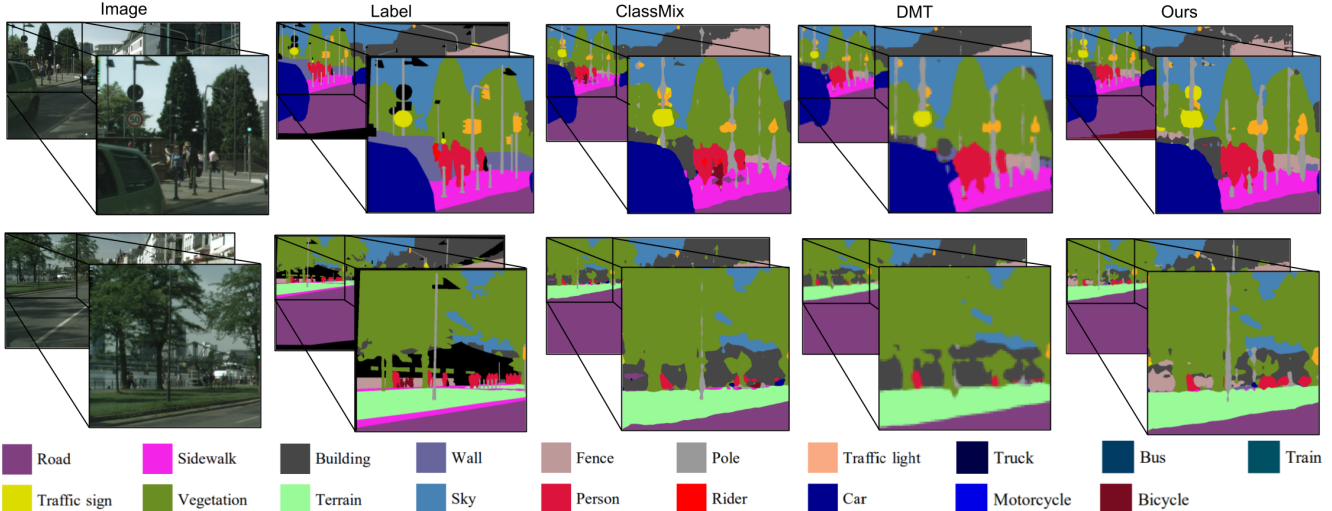 Image Label ClassMix DMT Ours
Road Sidewalk Building Wall Fence Pole Traffic light Truck Bus Train
Traffic sign Vegetation Terrain Sky Person Rider Car Motorcycle Bicycle